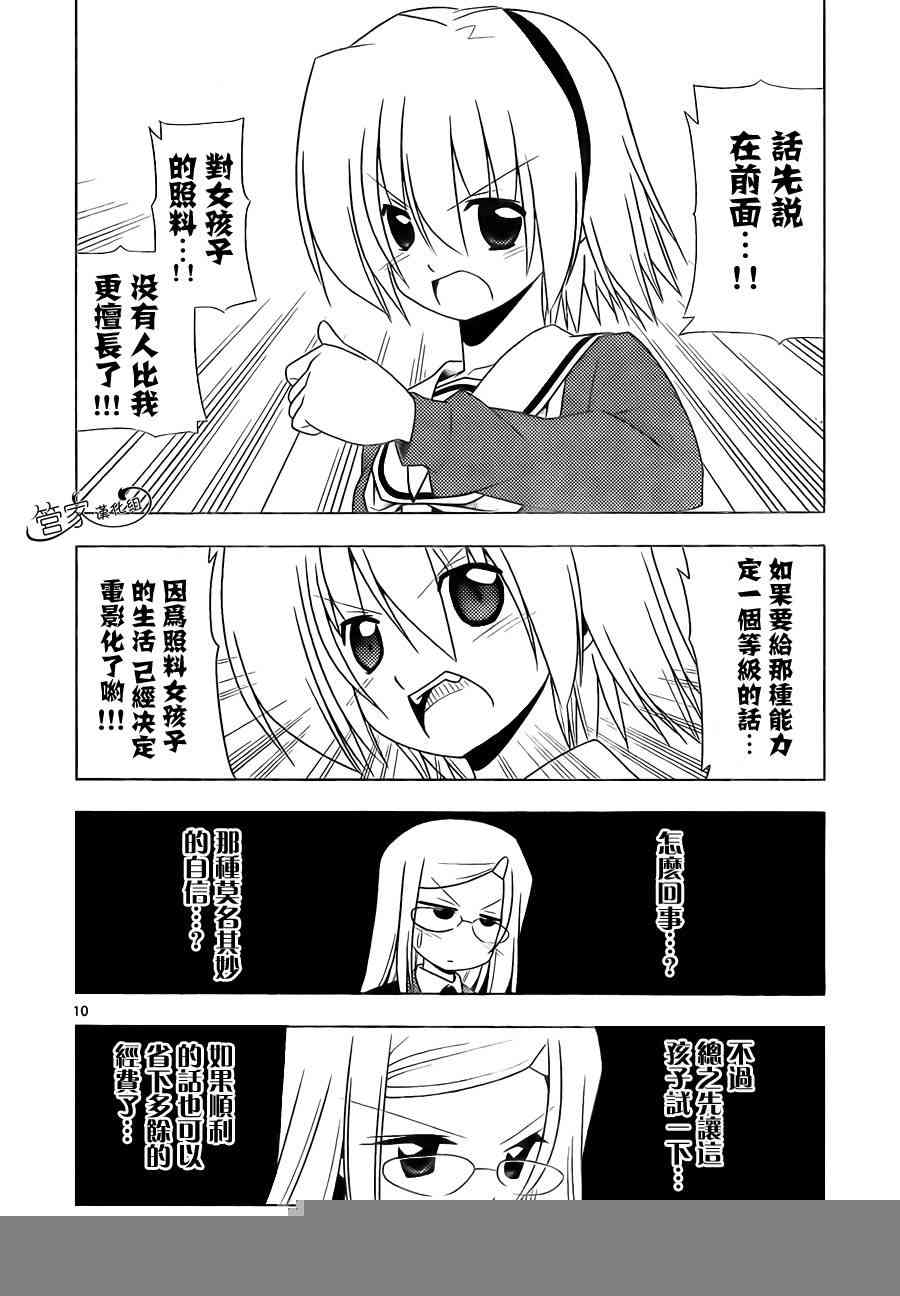 話先說
在前面…!!
對女孩子
的照料…!!
沒有人比我
更擅長了!!!
管家漢化組
如果要給那種能力
定一個等級的話…
因爲照料女孩子
的生活已經決定
電影化了喲!!!
怎麼回事…?
那種莫名其妙
的自信…?
10
不過
總之先讓這
孩子試一下…
如果順利
的話也可以
省下多餘的
經費了…